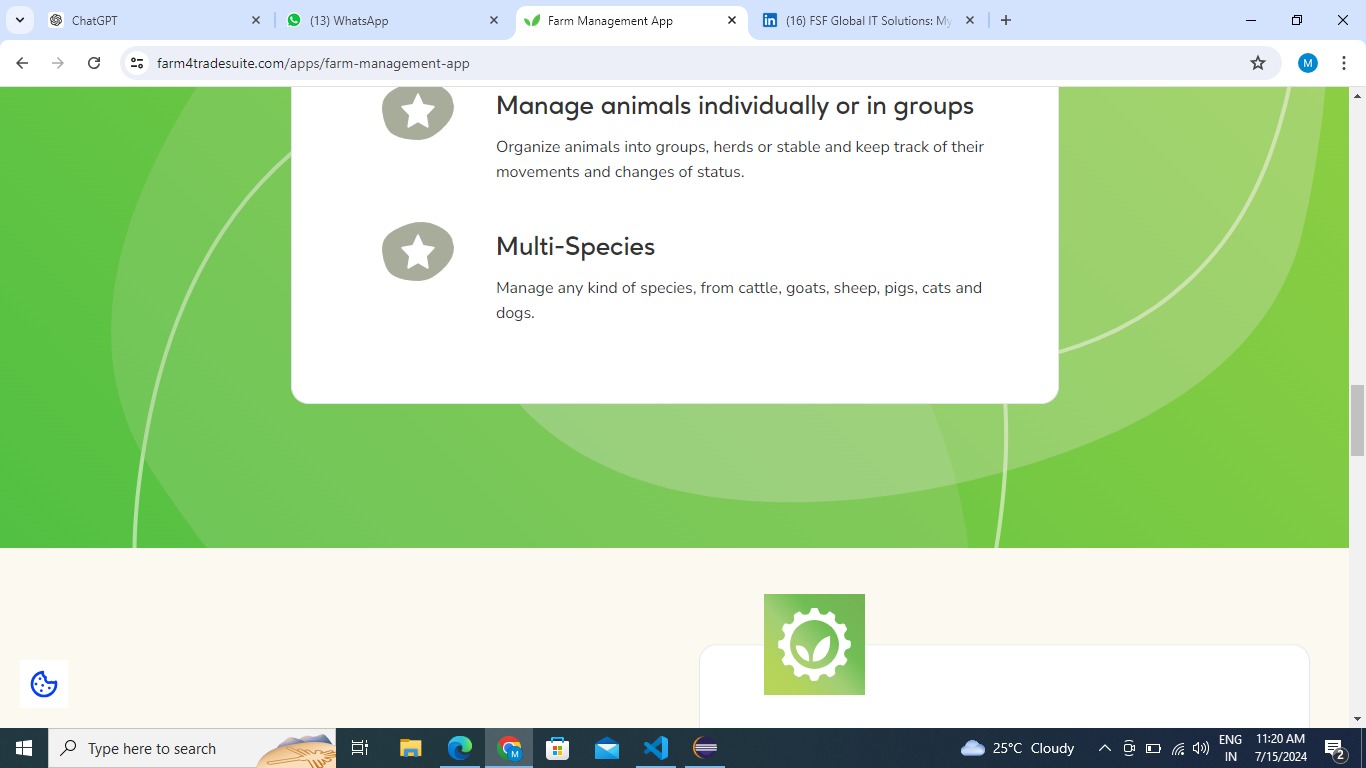 ChatGPT
(13) WhatsApp
Farm Management App
(16) FSF Global IT Solutions: My
farm4tradesuite.com/apps/farm-management-app
M
Manage animals individually or in groups
Organize animals into groups, herds or stable and keep track of their
movements and changes of status.
Multi-Species
Manage any kind of species, from cattle, goats, sheep, pigs, cats and
dogs.
Type here to search
25°C Cloudy
ENG
IN
11:20 AM
7/15/2024
2